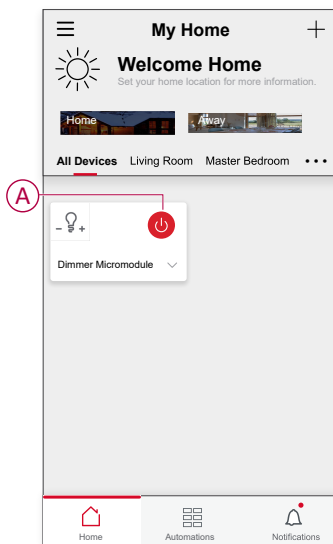 My Home
Welcome Home
Set your home location for more information.
Home Away
All Devices Living Room Master Bedroom
A
Dimmer Micromodule
Home Automations Notifications